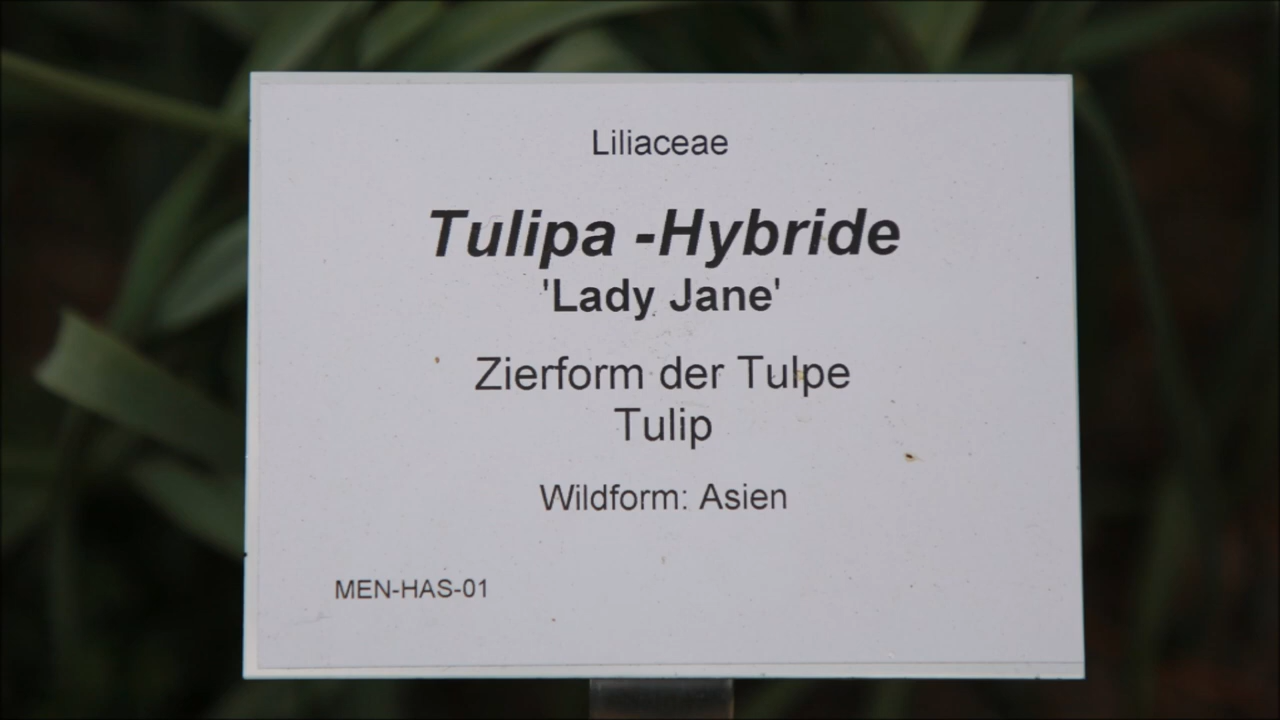 Liliaceae
Tulipa -Hybride
'Lady Jane'
Zierform der Tulpe
Tulip
Wildform: Asien
MEN-HAS-01